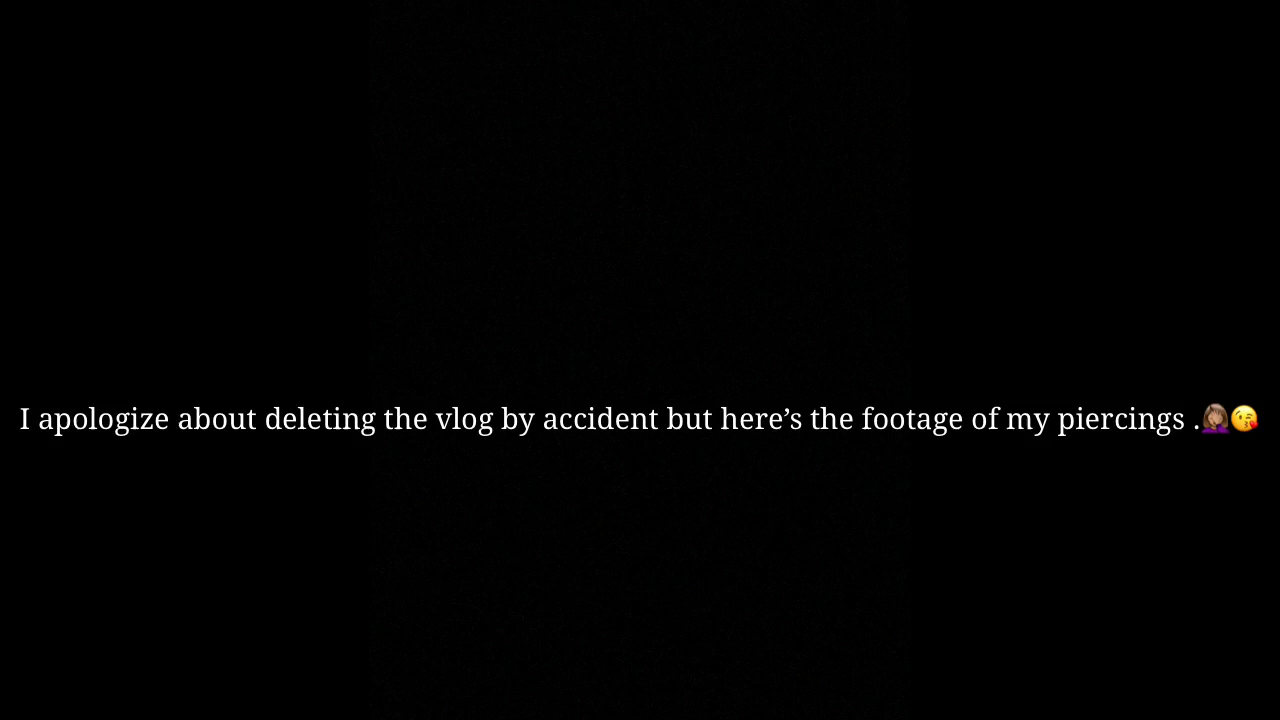 I apologize about deleting the vlog by accident but here’s the footage of my piercings .🤦🏽‍♀️😘